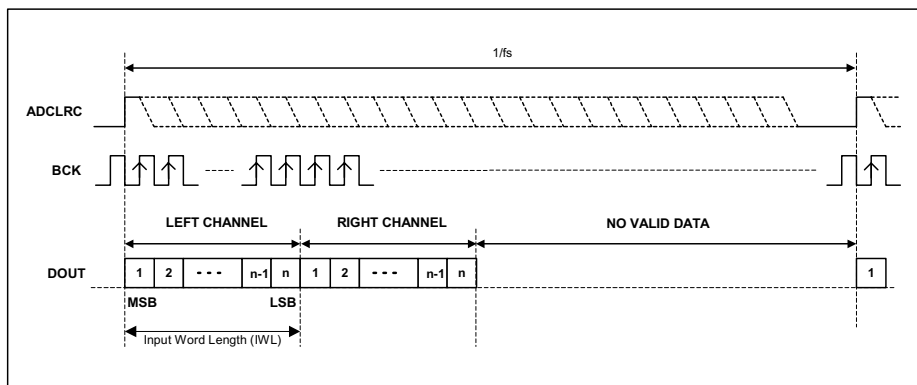 1/fs
ADCLRC
BCK
LEFT CHANNEL RIGHT CHANNEL NO VALID DATA
DOUT 1 2 n-1 n 1 2 n-1 n 1
MSB LSB
Input Word Length (IWL)